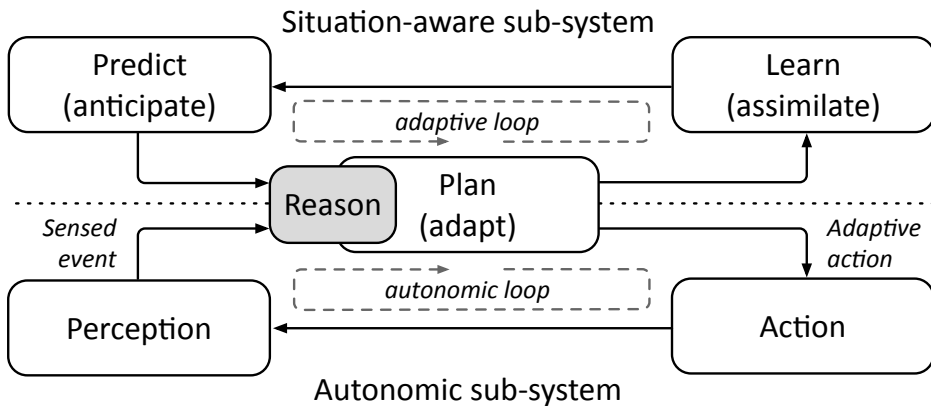 Situation-aware sub-system
Predict
(anticipate)
Learn
(assimilate)
adaptive loop
Reason
Plan
(adapt)
Sensed
event
Adaptive
action
autonomic loop
Perception
Action
Autonomic sub-system